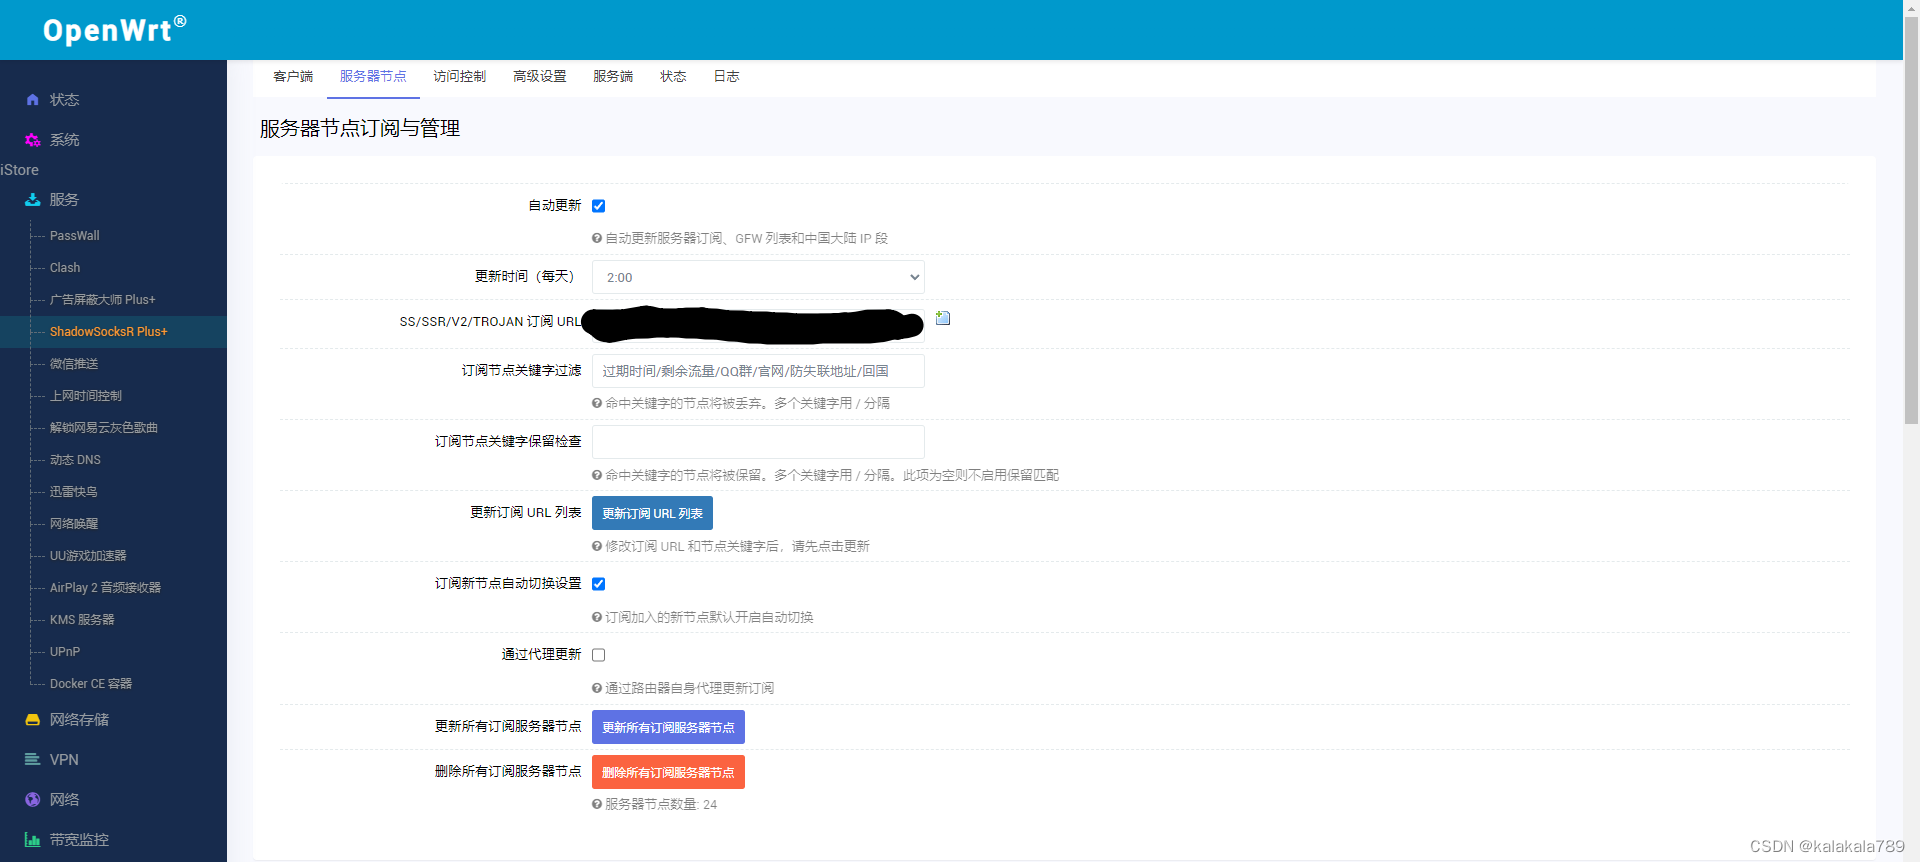 OpenWrt®
客户端 服务器节点 访问控制 高级设置 服务端 状态 日志
状态
系统
iStore
服务
PassWall
Clash
广告屏蔽大师 Plus+
ShadowSocksR Plus+
微信推送
上网时间控制
解锁网易云灰色歌曲
动态 DNS
迅雷快鸟
网络唤醒
UU游戏加速器
AirPlay 2 音频接收器
KMS 服务器
UPnP
Docker CE 容器
网络存储
VPN
网络
带宽监控
服务器节点订阅与管理
自动更新
自动更新服务器订阅、GFW 列表和中国大陆 IP 段
更新时间（每天） 2:00
SS/SSR/V2/TROJAN 订阅 URL
订阅节点关键字过滤 过期时间/剩余流量/QQ群/官网/防失联地址/回国
命中关键字的节点将被丢弃。多个关键字用 / 分隔
订阅节点关键字保留检查
命中关键字的节点将被保留。多个关键字用 / 分隔。此项为空则不启用保留匹配
更新订阅 URL 列表 更新订阅 URL 列表
修改订阅 URL 和节点关键字后，请先点击更新
订阅新节点自动切换设置
订阅加入的新节点默认开启自动切换
通过代理更新
通过路由器自身代理更新订阅
更新所有订阅服务器节点 更新所有订阅服务器节点
删除所有订阅服务器节点 删除所有订阅服务器节点
服务器节点数量: 24
CSDN @kalakala789